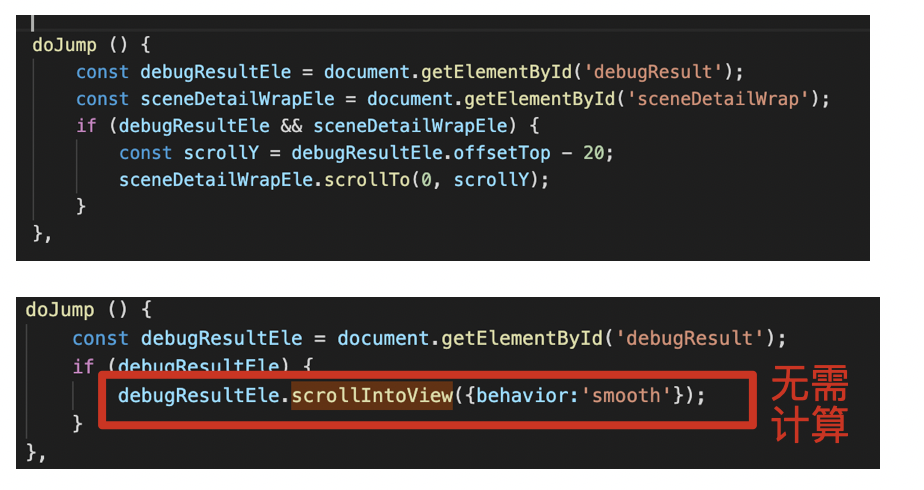 doJump () {
const debugResultEle = document.getElementById('debugResult');
const sceneDetailWrapEle = document.getElementById('sceneDetailWrap');
if (debugResultEle && sceneDetailWrapEle) {
const scrollY = debugResultEle.offsetTop - 20;
sceneDetailWrapEle.scrollTo(0, scrollY);
}
},
doJump () {
const debugResultEle = document.getElementById('debugResult');
if (debugResultEle) {
debugResultEle.scrollIntoView({behavior:'smooth'});
}
},
无需
计算